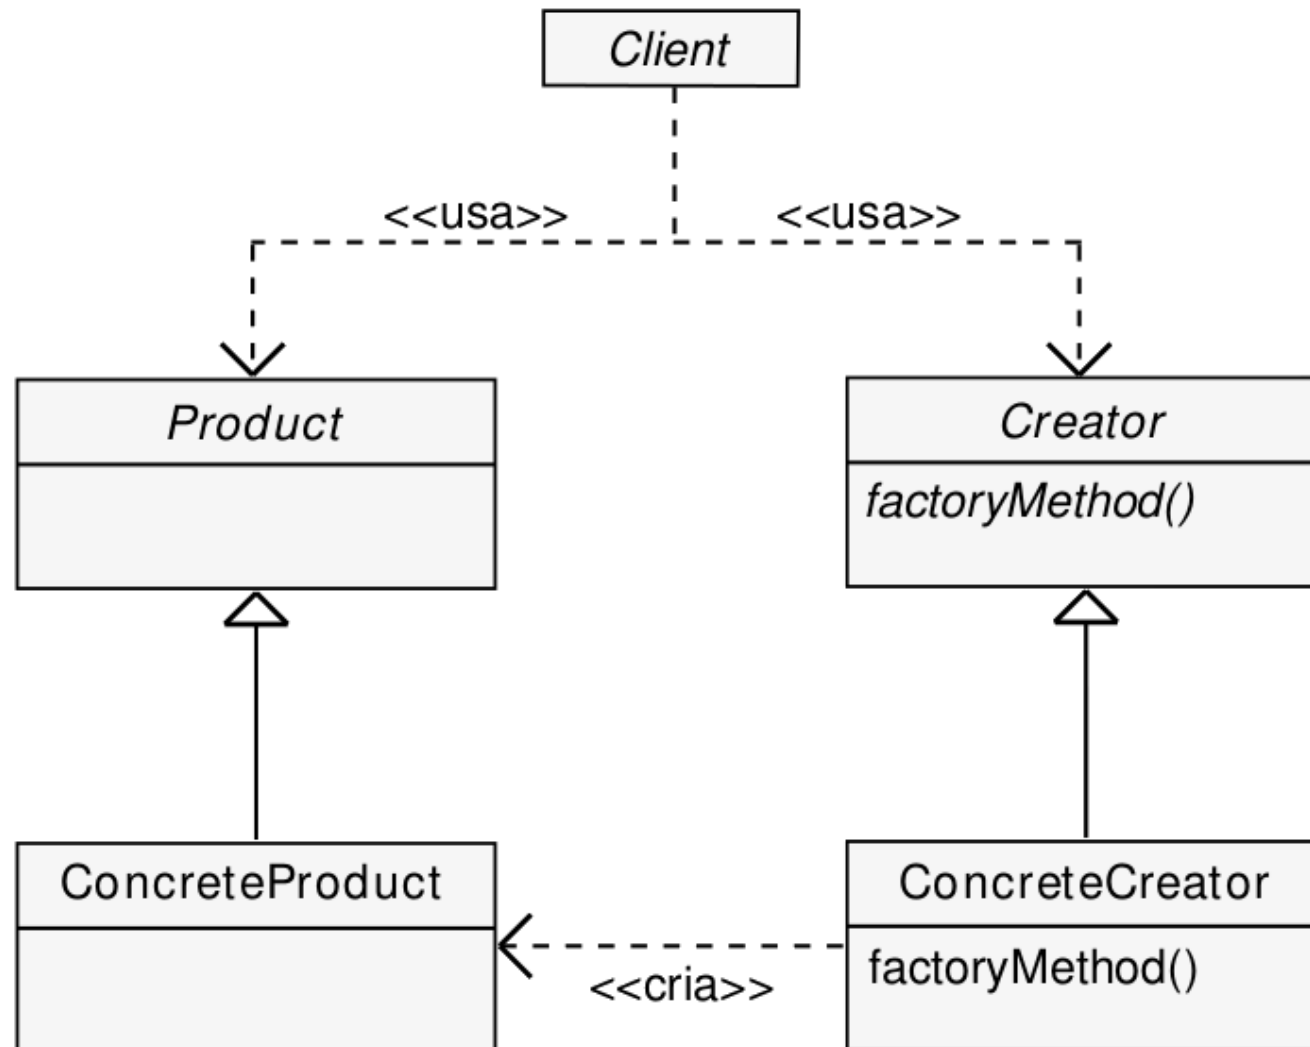 Client
<<usa>>
<<usa>>
Product
Creator
factoryMethod()
ConcreteProduct
ConcreteCreator
factoryMethod()
<<cria>>